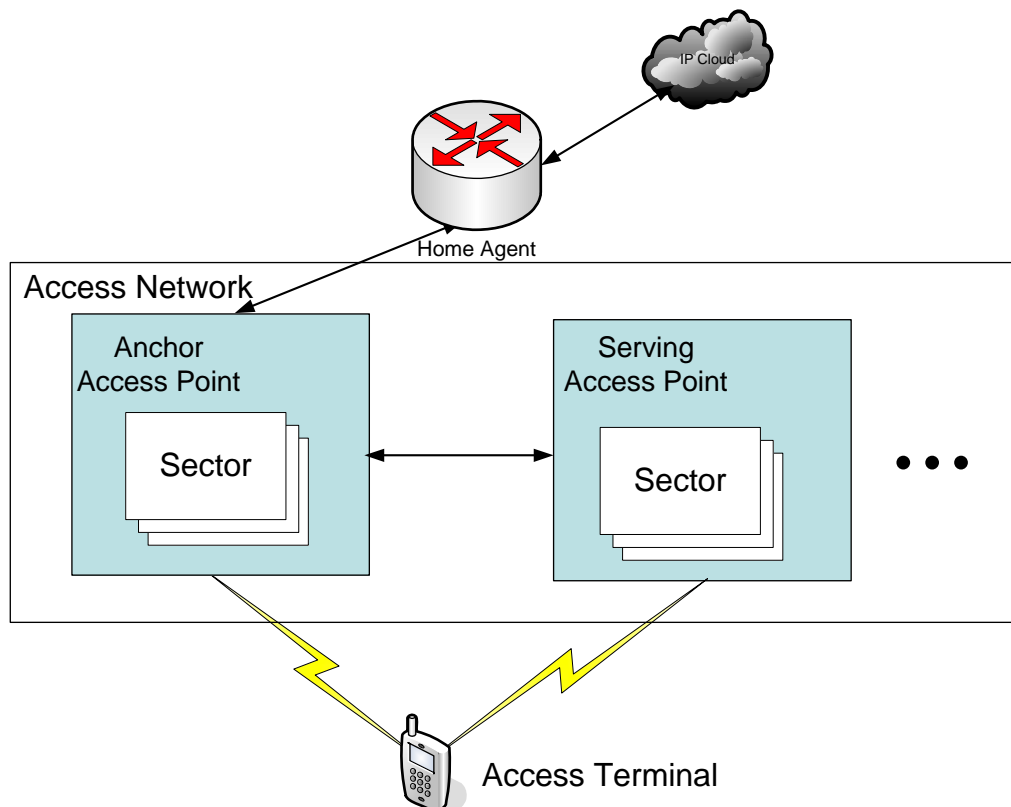 IP Cloud
Home Agent
Access Network
Anchor
Access Point
Sector
Serving
Access Point
Sector
Access Terminal